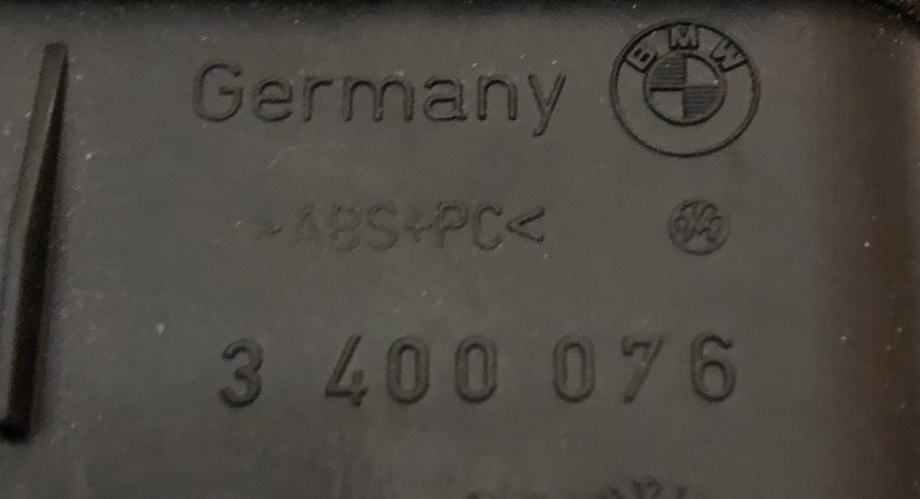 Germany BMW
>ABS+PC<
3 400 076